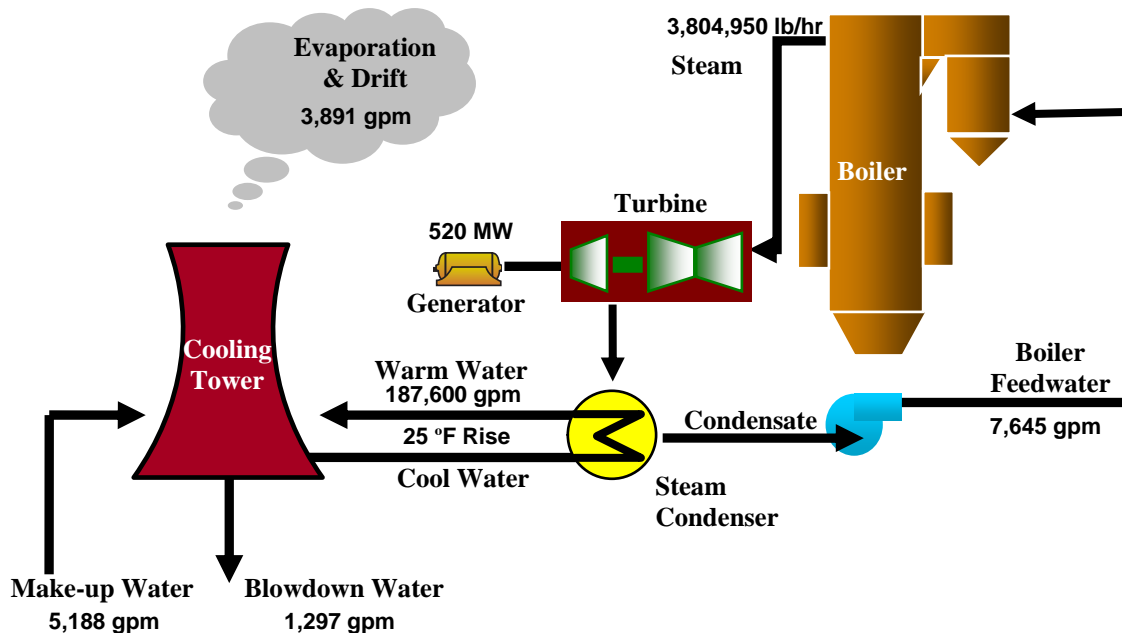 Evaporation
& Drift
3,891 gpm
3,804,950 lb/hr
Steam
Boiler
Turbine
520 MW
Generator
Cooling
Tower
Warm Water
187,600 gpm
25 ºF Rise
Cool Water
Condensate
Boiler
Feedwater
7,645 gpm
Steam
Condenser
Make-up Water
5,188 gpm
Blowdown Water
1,297 gpm